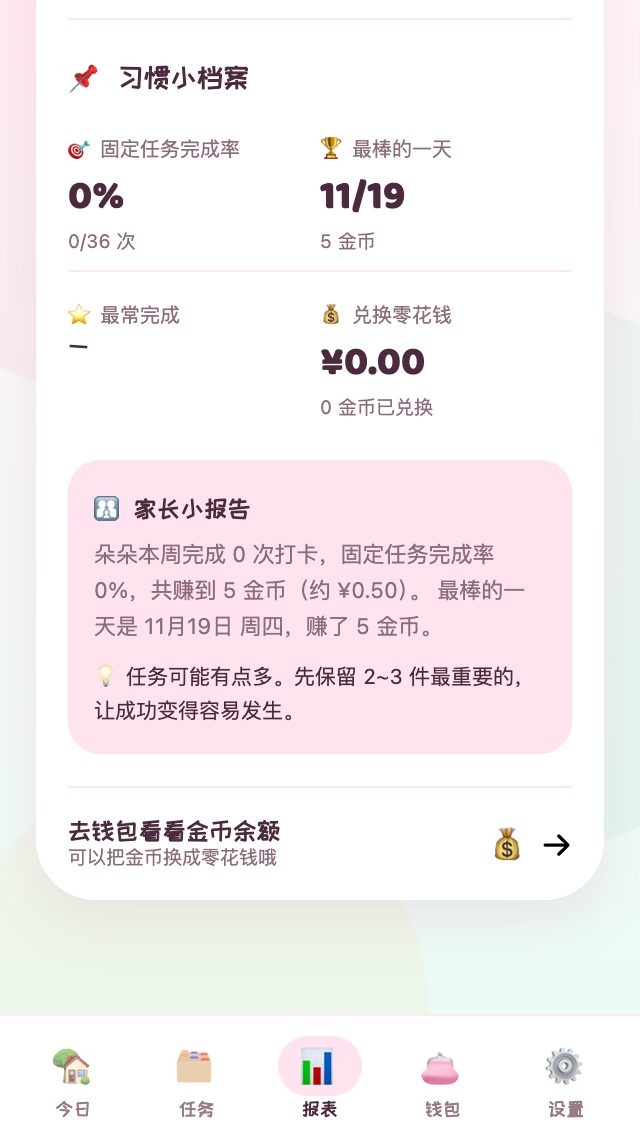 习惯小档案
固定任务完成率
0%
0/36 次
最棒的一天
11/19
5 金币
最常完成
—
兑换零花钱
¥0.00
0 金币已兑换
家长小报告
朵朵本周完成 0 次打卡，固定任务完成率
0%，共赚到 5 金币（约 ¥0.50）。 最棒的一
天是 11月19日 周四，赚了 5 金币。
任务可能有点多。先保留 2~3 件最重要的，
让成功变得容易发生。
去钱包看看金币余额
可以把金币换成零花钱哦
今日
任务
报表
钱包
设置